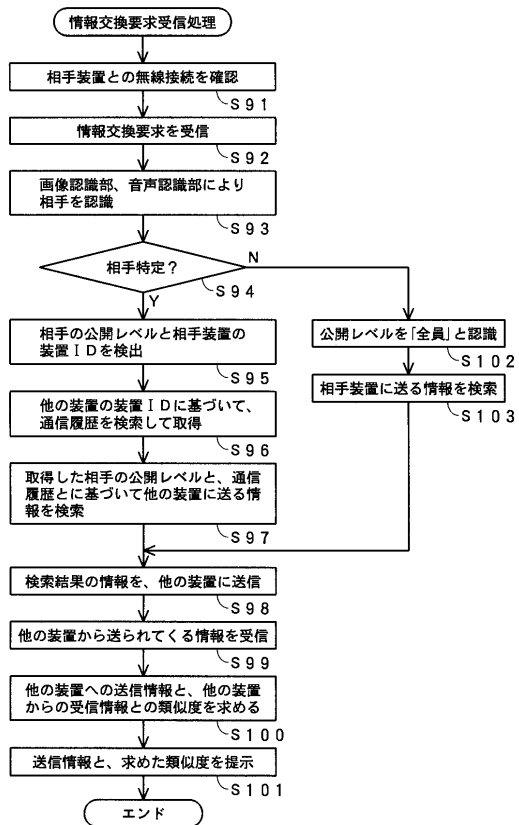 情報交換要求受信処理
相手装置との無線接続を確認
S91
情報交換要求を受信
S92
画像認識部、音声認識部により
相手を認識
S93
相手特定？
N
S94
Y
相手の公開レベルと相手装置の
装置IDを検出
S95
公開レベルを「全員」と認識
S102
相手装置に送る情報を検索
S103
他の装置の装置IDに基づいて、
通信履歴を検索して取得
S96
取得した相手の公開レベルと、通信
履歴とに基づいて他の装置に送る情
報を検索
S97
検索結果の情報を、他の装置に送信
S98
他の装置から送られてくる情報を受信
S99
他の装置への送信情報と、他の装置
からの受信情報との類似度を求める
S100
送信情報と、求めた類似度を提示
S101
エンド